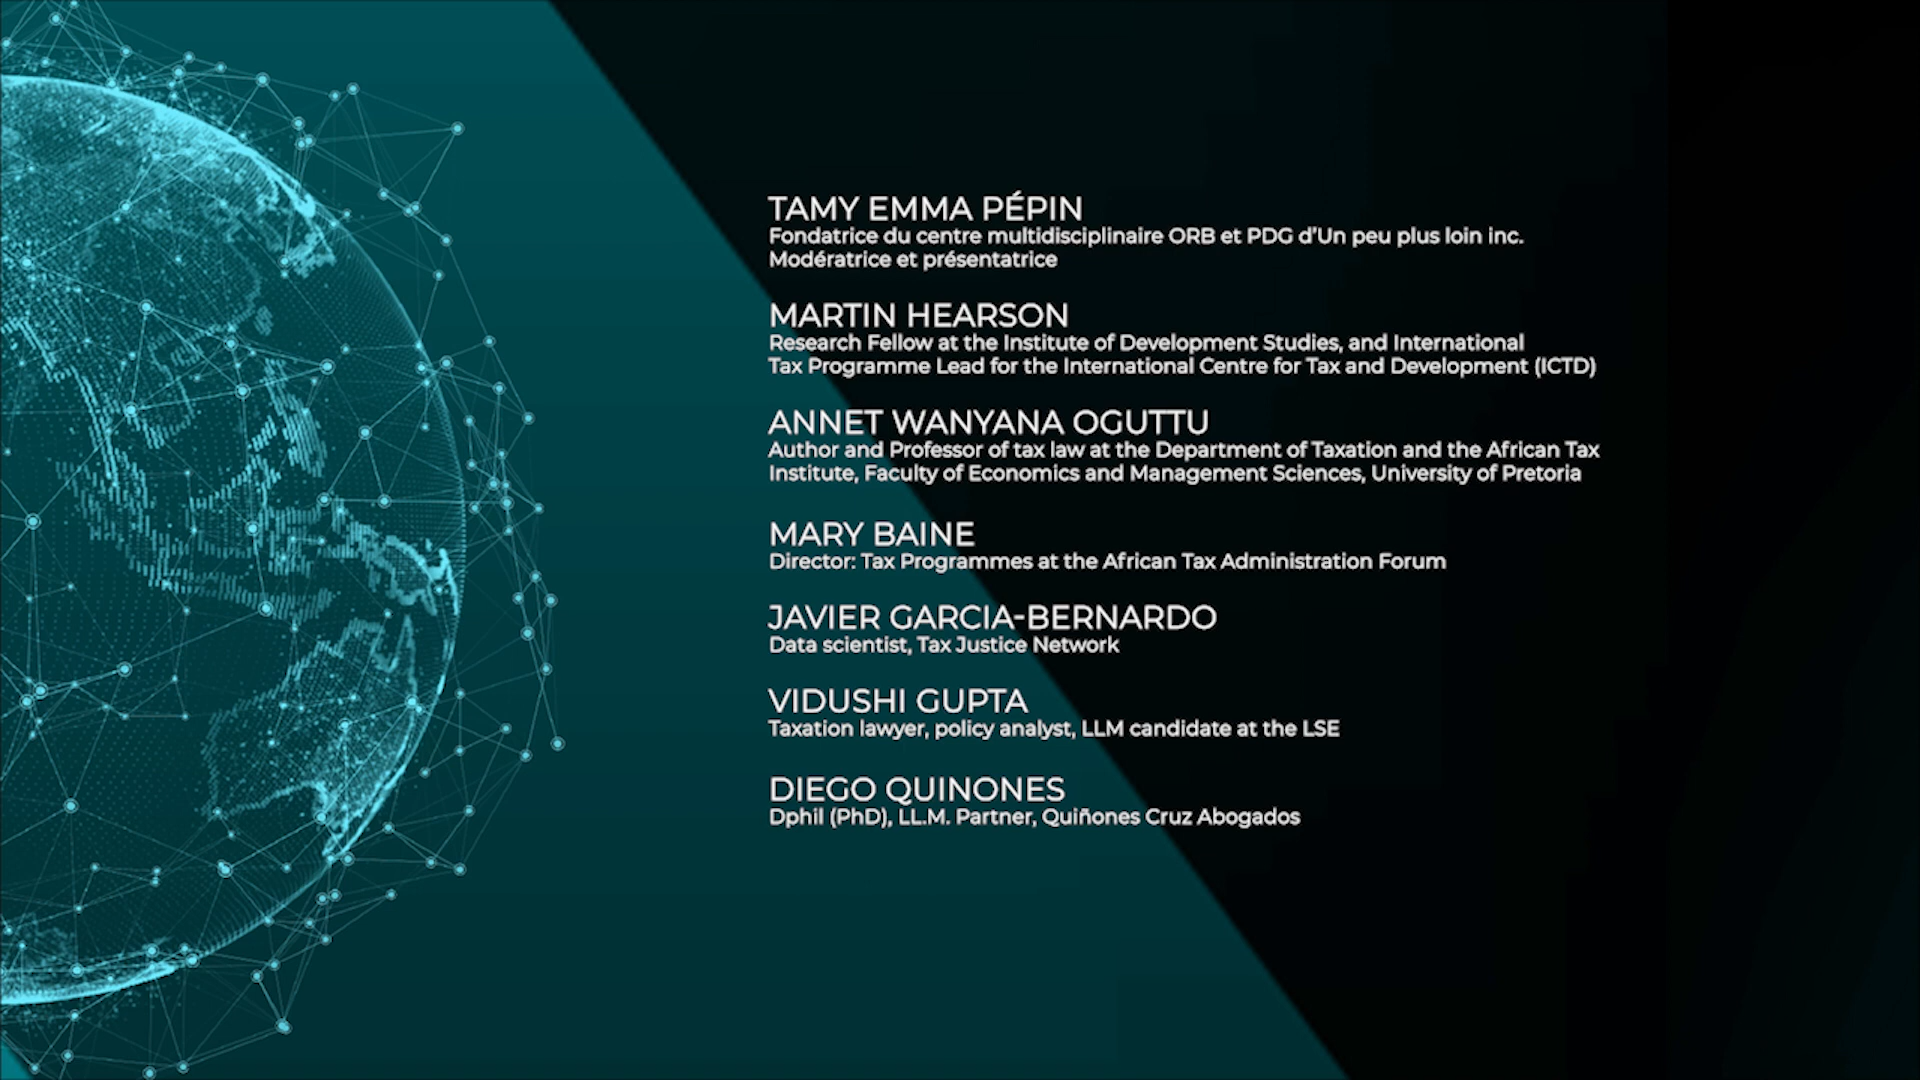 TAMY EMMA PÉPIN
Fondatrice du centre multidisciplinaire ORB et PDG d'Un peu plus loin inc.
Modératrice et présentatrice
MARTIN HEARSON
Research Fellow at the Institute of Development Studies, and International
Tax Programme Lead for the International Centre for Tax and Development (ICTD)
ANNET WANYANA OGUTTU
Author and Professor of tax law at the Department of Taxation and the African Tax
Institute, Faculty of Economics and Management Sciences, University of Pretoria
MARY BAINE
Director: Tax Programmes at the African Tax Administration Forum
JAVIER GARCIA-BERNARDO
Data scientist, Tax Justice Network
VIDUSHI GUPTA
Taxation lawyer, policy analyst, LLM candidate at the LSE
DIEGO QUINONES
Dphil (PhD), LL.M. Partner, Quiñones Cruz Abogados